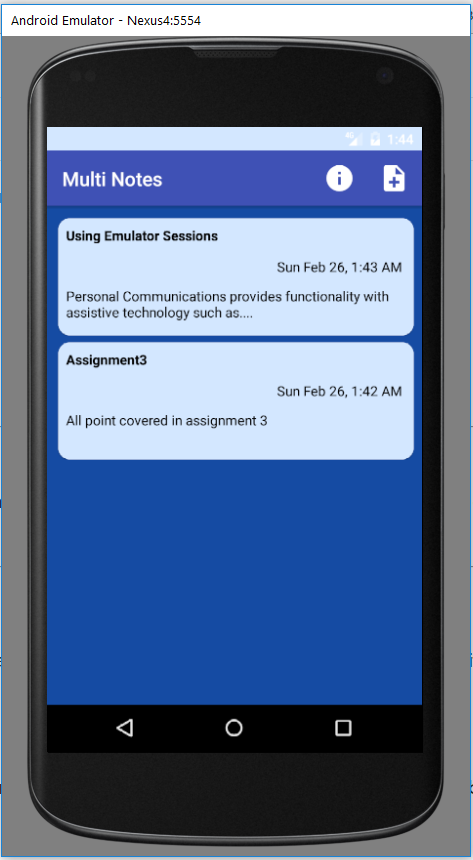 Android Emulator - Nexus4:5554
1:44
Multi Notes
Using Emulator Sessions
Sun Feb 26, 1:43 AM
Personal Communications provides functionality with
assistive technology such as....
Assignment3
Sun Feb 26, 1:42 AM
All point covered in assignment 3